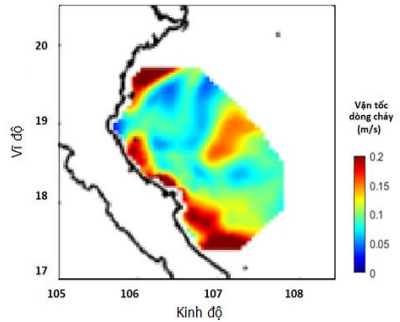 20
19
18
17
Vĩ độ
105 106 107 108
Kinh độ
Vận tốc
dòng chảy
(m/s)
0.2
0.15
0.1
0.05
0